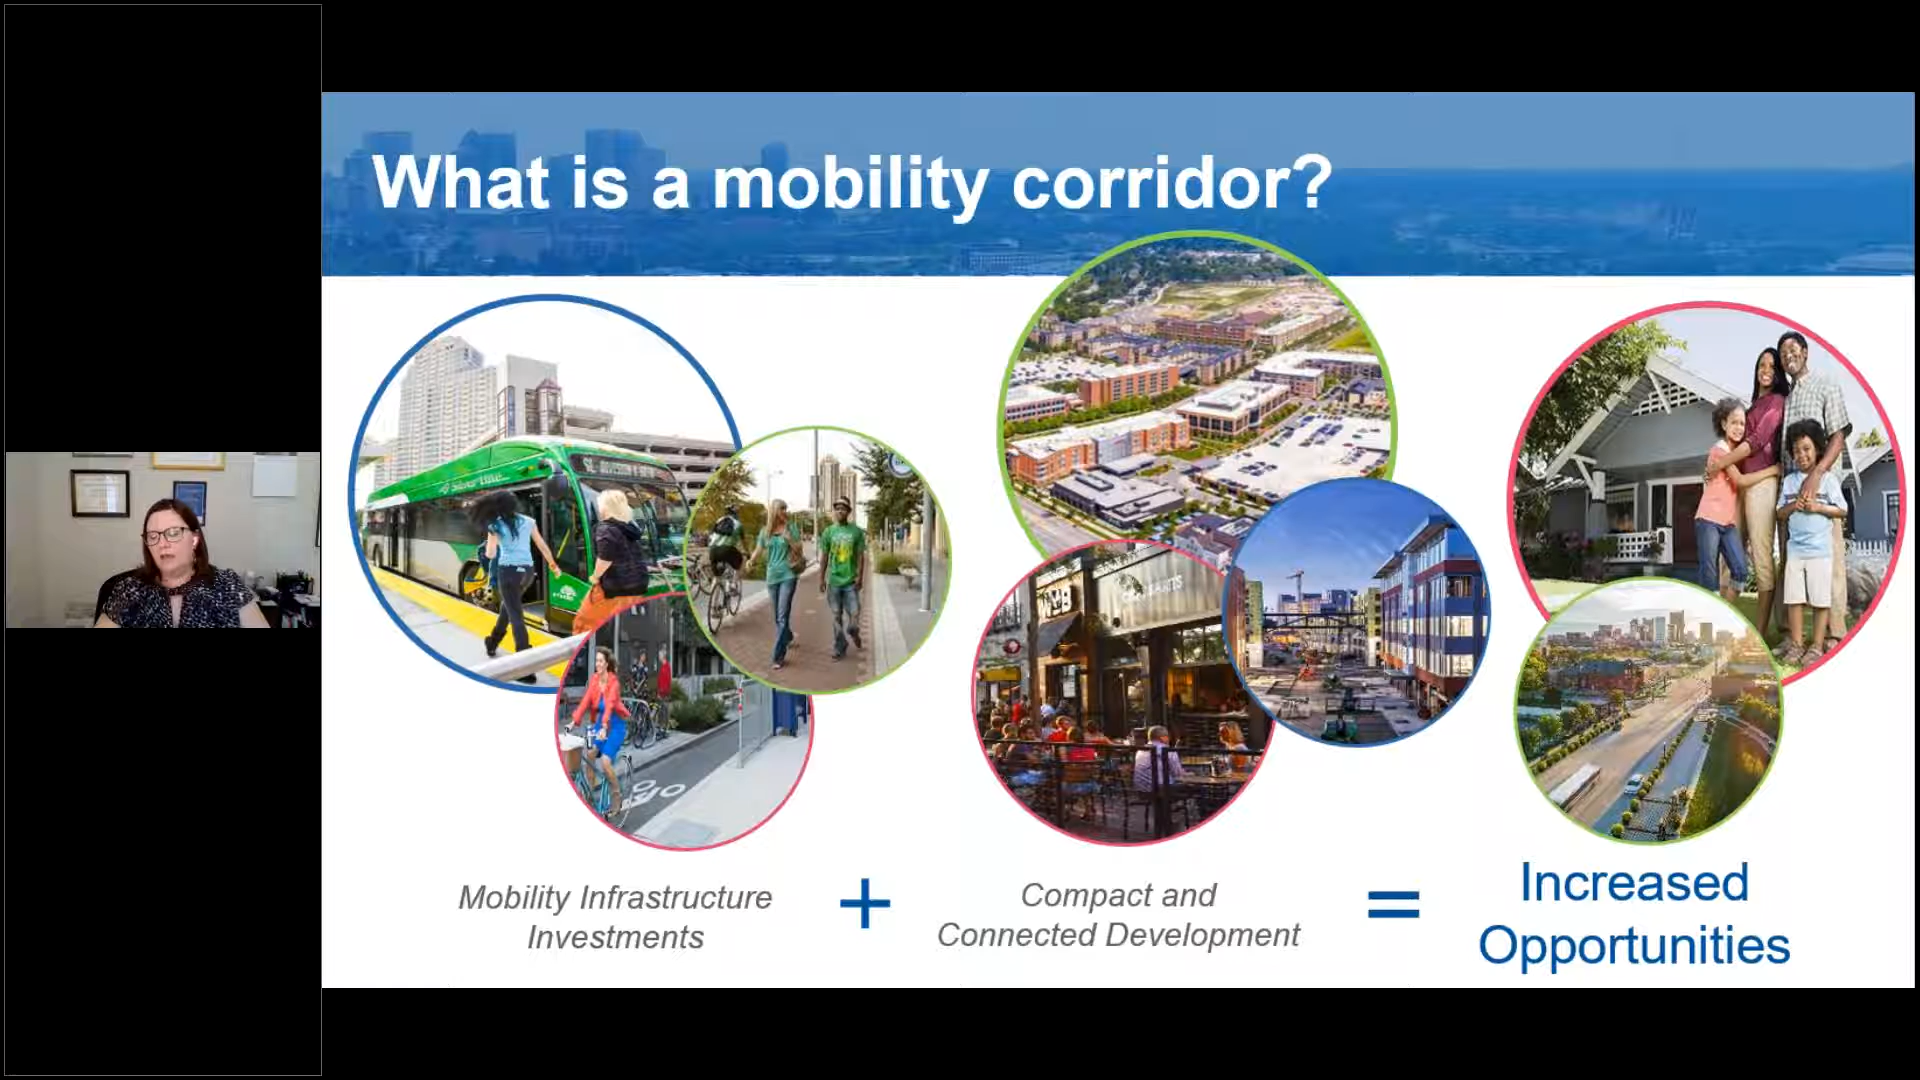 What is a mobility corridor?
Mobility Infrastructure
Investments
+
Compact and
Connected Development
=
Increased
Opportunities